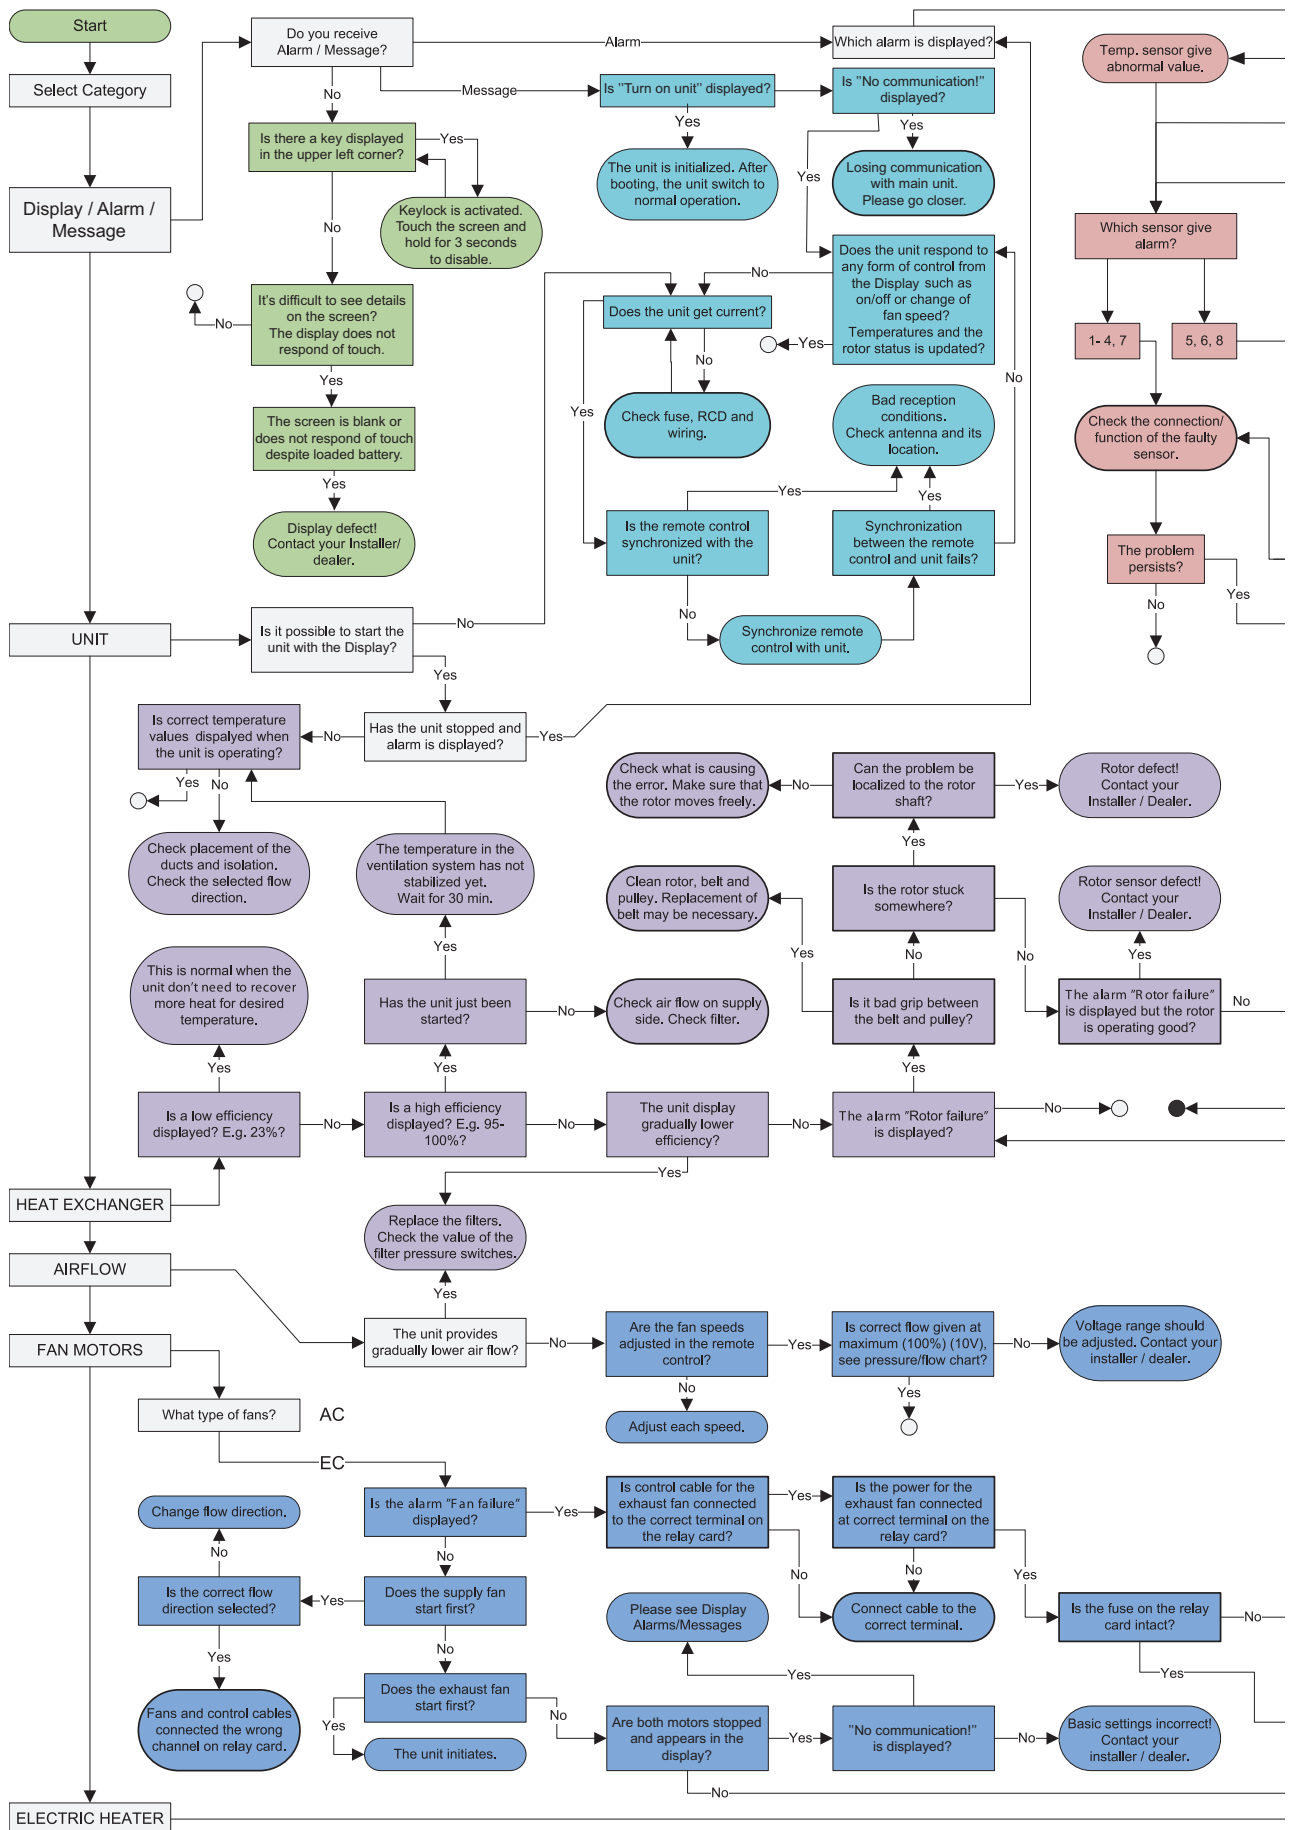 Start
Select Category
Display / Alarm /
Message
Do you receive
Alarm / Message?
Alarm
Which alarm is displayed?
Message
No
Is "Turn on unit" displayed?
Is "No communication!"
displayed?
Yes
Yes
Yes
The unit is initialized. After
booting, the unit switch to
normal operation.
Losing communication
with main unit.
Please go closer.
Is there a key displayed
in the upper left corner?
Yes
Keylock is activated.
Touch the screen and
hold for 3 seconds
to disable.
No
It's difficult to see details
on the screen?
The display does not
respond of touch.
No
Yes
The screen is blank or
does not respond of touch
despite loaded battery.
Yes
Display defect!
Contact your Installer/
dealer.
Does the unit respond to
any form of control from
the Display such as
on/off or change of
fan speed?
Temperatures and the
rotor status is updated?
No
Yes
Does the unit get current?
No
Yes
Check fuse, RCD and
wiring.
Bad reception
conditions.
Check antenna and its
location.
No
Yes
Yes
Is the remote control
synchronized with the
unit?
Synchronization
between the remote
control and unit fails?
No
Synchronize remote
control with unit.
Temp. sensor give
abnormal value.
Which sensor give
alarm?
1- 4, 7
5, 6, 8
Check the connection/
function of the faulty
sensor.
The problem
persists?
No
Yes
UNIT
Is it possible to start the
unit with the Display?
No
Yes
Has the unit stopped and
alarm is displayed?
No
Yes
Is correct temperature
values dispalyed when
the unit is operating?
Yes
No
Check placement of the
ducts and isolation.
Check the selected flow
direction.
The temperature in the
ventilation system has not
stabilized yet.
Wait for 30 min.
Yes
Check what is causing
the error. Make sure that
the rotor moves freely.
No
Can the problem be
localized to the rotor
shaft?
Yes
Rotor defect!
Contact your
Installer / Dealer.
Yes
Clean rotor, belt and
pulley. Replacement of
belt may be necessary.
Is the rotor stuck
somewhere?
Rotor sensor defect!
Contact your
Installer / Dealer.
Yes
No
No
Yes
This is normal when the
unit don't need to recover
more heat for desired
temperature.
Has the unit just been
started?
No
Check air flow on supply
side. Check filter.
Is it bad grip between
the belt and pulley?
The alarm "Rotor failure"
is displayed but the rotor
is operating good?
No
Yes
Yes
Yes
Is a low efficiency
displayed? E.g. 23%?
No
Is a high efficiency
displayed? E.g. 95-
100%?
No
The unit display
gradually lower
efficiency?
No
The alarm "Rotor failure"
is displayed?
No
Yes
HEAT EXCHANGER
Replace the filters.
Check the value of the
filter pressure switches.
AIRFLOW
Yes
FAN MOTORS
The unit provides
gradually lower air flow?
No
Are the fan speeds
adjusted in the remote
control?
Yes
Is correct flow given at
maximum (100%) (10V),
see pressure/flow chart?
No
Voltage range should
be adjusted. Contact your
installer / dealer.
No
Yes
Adjust each speed.
What type of fans?
AC
EC
Change flow direction.
Is the alarm "Fan failure"
displayed?
Yes
Is control cable for the
exhaust fan connected
to the correct terminal on
the relay card?
Yes
Is the power for the
exhaust fan connected
at correct terminal on the
relay card?
No
No
No
No
Yes
Is the correct flow
direction selected?
Yes
Does the supply fan
start first?
Please see Display
Alarms/Messages
Connect cable to the
correct terminal.
Is the fuse on the relay
card intact?
No
Yes
No
Yes
Yes
Fans and control cables
connected the wrong
channel on relay card.
Does the exhaust fan
start first?
Yes
No
The unit initiates.
Are both motors stopped
and appears in the
display?
Yes
"No communication!"
is displayed?
No
Basic settings incorrect!
Contact your
installer / dealer.
No
ELECTRIC HEATER